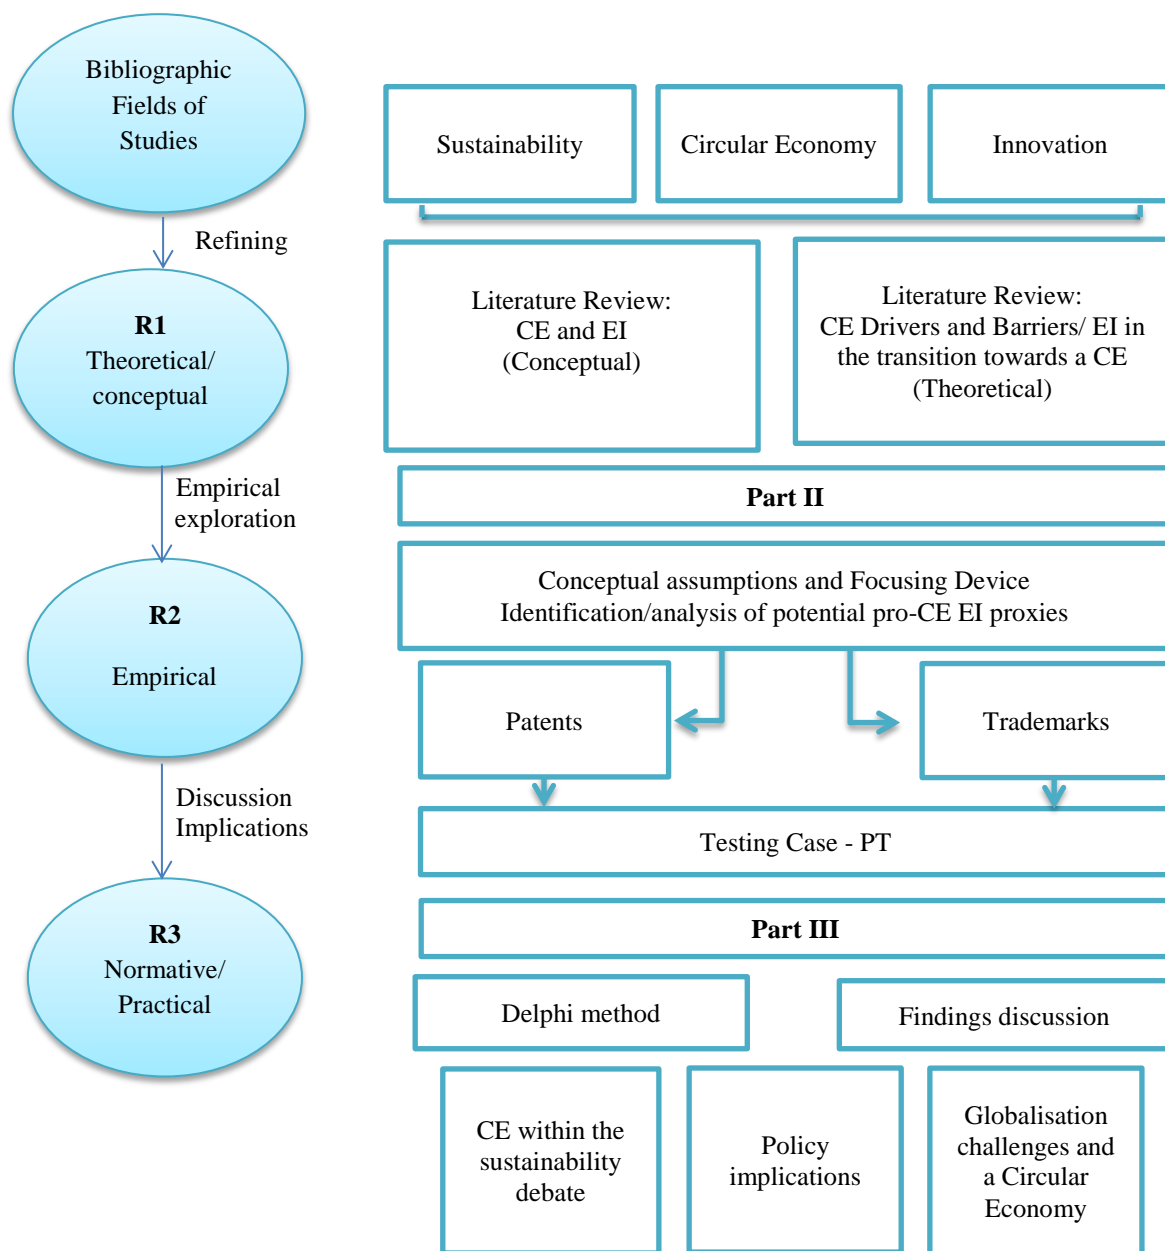 Bibliographic
Fields of
Studies
Sustainability
Circular Economy
Innovation
Refining
R1
Theoretical/
conceptual
Literature Review:
CE and EI
(Conceptual)
Literature Review:
CE Drivers and Barriers/ EI in
the transition towards a CE
(Theoretical)
Empirical
exploration
Part II
R2
Empirical
Conceptual assumptions and Focusing Device
Identification/analysis of potential pro-CE EI proxies
Patents
Trademarks
Discussion
Implications
Testing Case - PT
R3
Normative/
Practical
Part III
Delphi method
Findings discussion
CE within the
sustainability
debate
Policy
implications
Globalisation
challenges and
a Circular
Economy